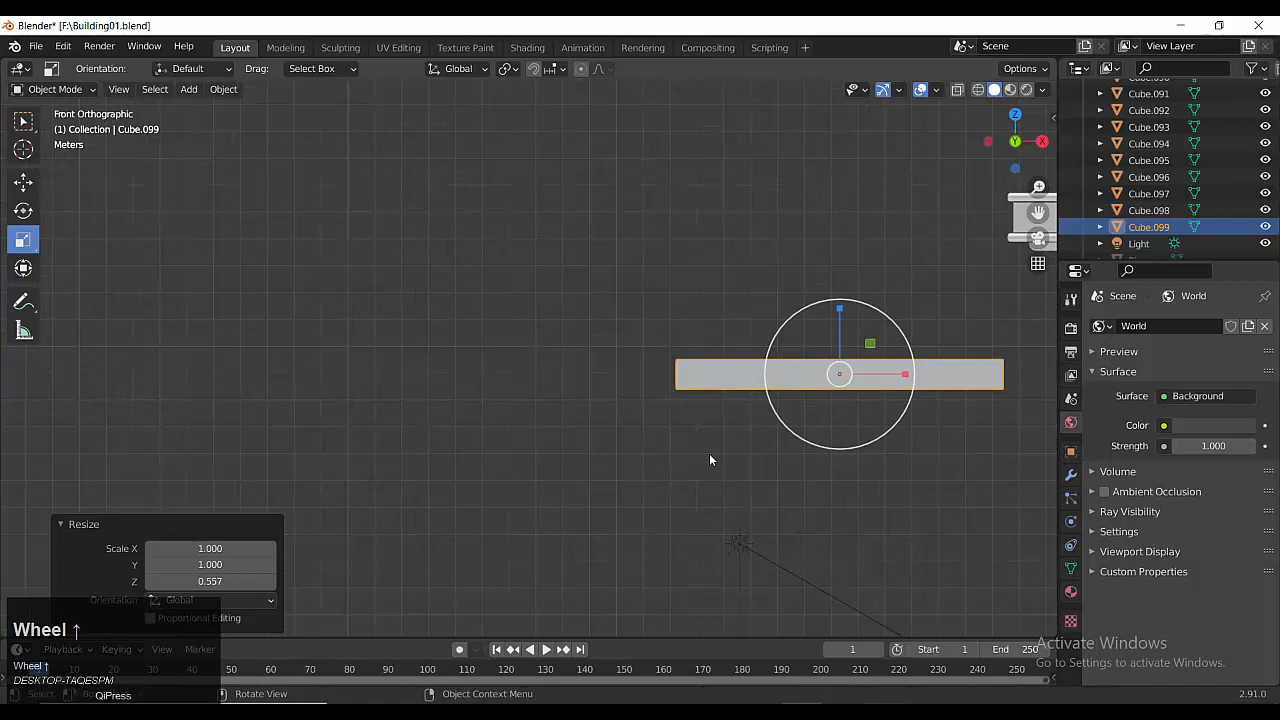 Blender* [F:\Building01.blend]
File Edit Render Window Help
Layout Modeling Sculpting UV Editing Texture Paint Shading Animation Rendering Compositing Scripting +
Scene
View Layer
Orientation: Default Drag: Select Box Global Options
Object Mode View Select Add Object
Front Orthographic
(1) Collection | Cube.099
Meters
Z
Y
X
Cube.091
Cube.092
Cube.093
Cube.094
Cube.095
Cube.096
Cube.097
Cube.098
Cube.099
Light
Scene World
World
Preview
Surface
Surface Background
Color
Strength 1.000
Volume
Ambient Occlusion
Ray Visibility
Settings
Viewport Display
Custom Properties
Resize
Scale X 1.000
Y 1.000
Z 0.557
Orientation Global
Proportional Editing
Wheel ↑
Wheel ↑
DESKTOP-TAQESPM
QiPress
Playback Keying View Marker
1 Start 1 End 250
10 20 30 40 50 60 70 80 90 100 110 120 130 140 150 160 170 180 190 200 210 220 230 240 250
Select
Rotate View
Object Context Menu
2.91.0
Activate Windows
Go to Settings to activate Windows.